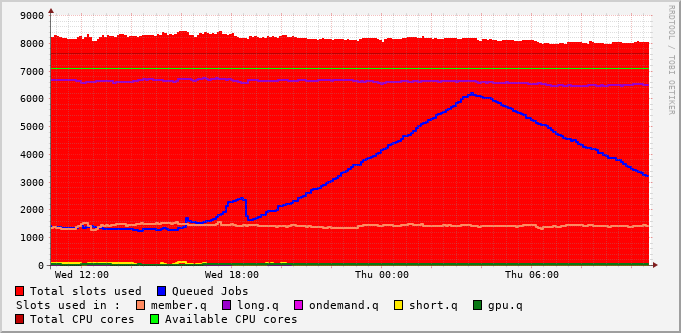 9000
8000
7000
6000
5000
4000
3000
2000
1000
0
Wed 12:00 Wed 18:00 Thu 00:00 Thu 06:00
RRDTOOL / TOBI OETIKER
Total slots used Queued Jobs
Slots used in : member.q long.q ondemand.q short.q gpu.q
Total CPU cores Available CPU cores